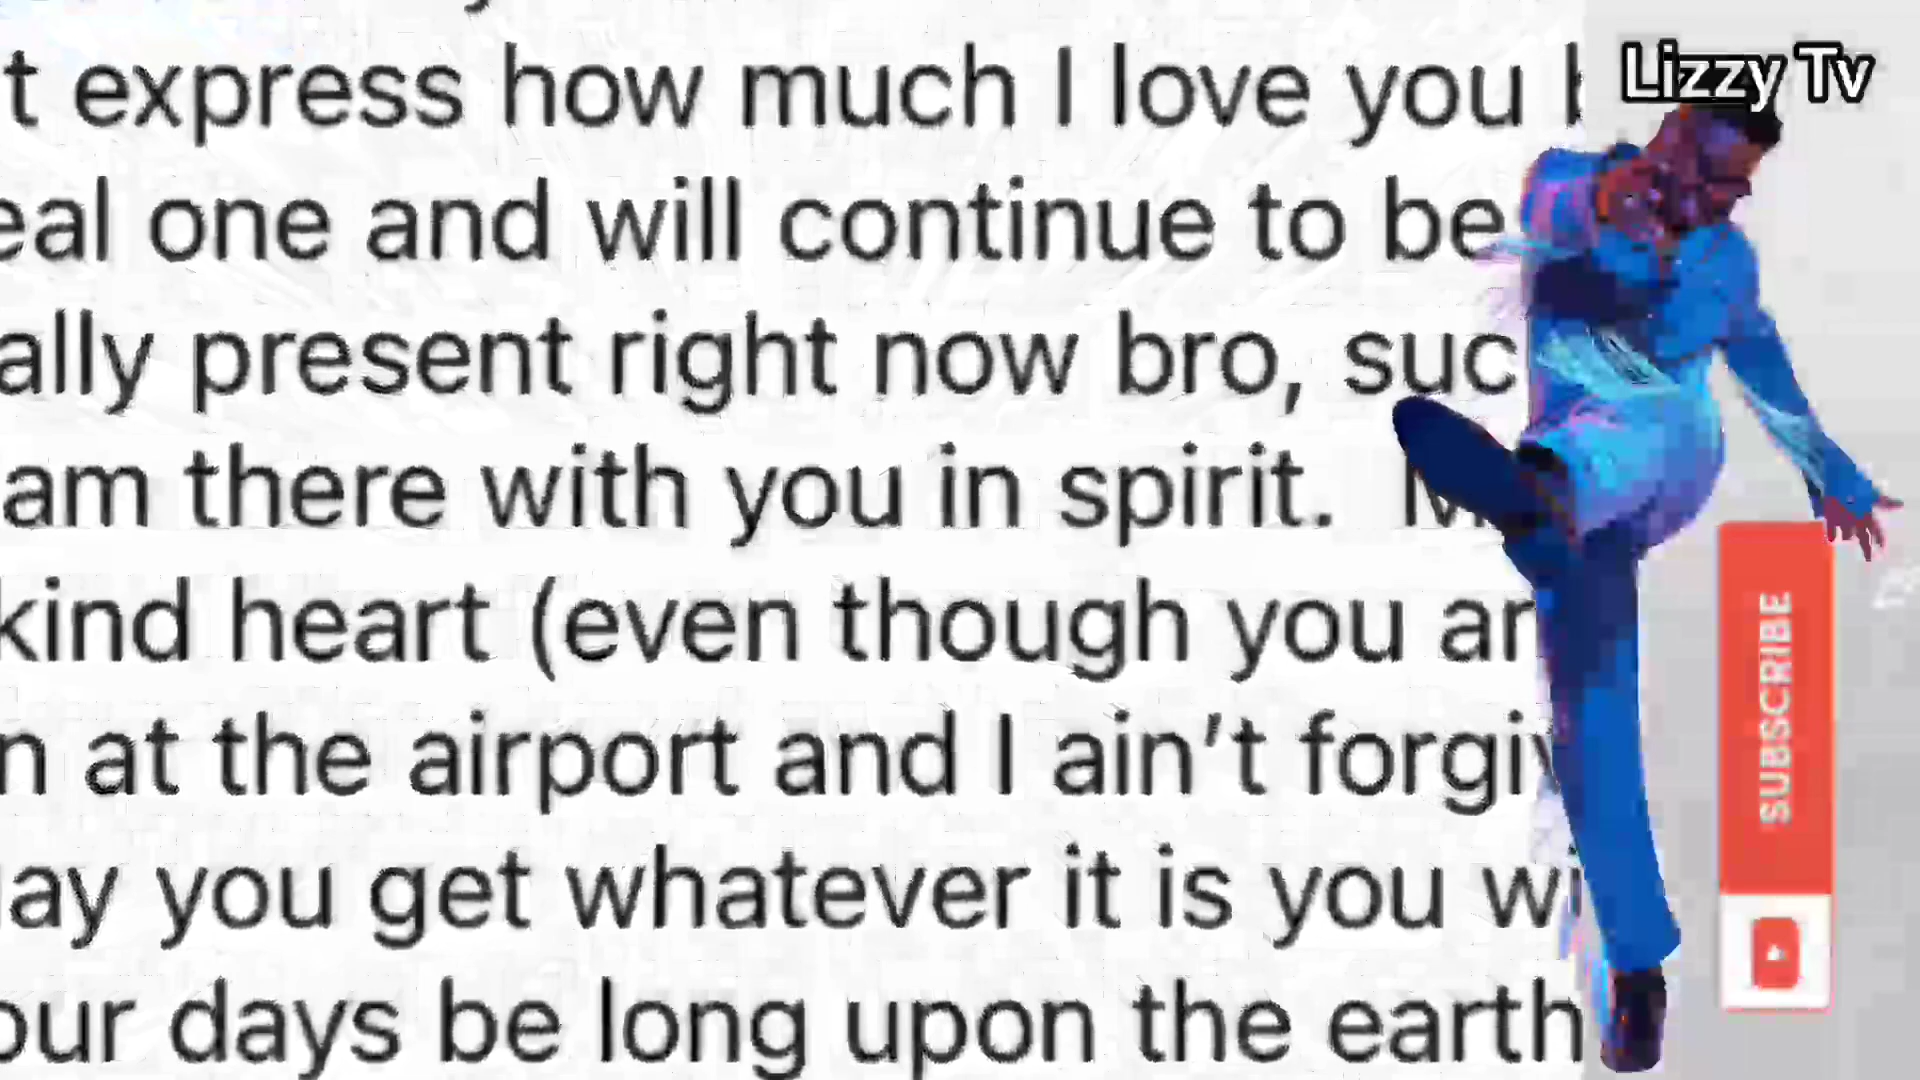 t express how much I love you
eal one and will continue to be
ally present right now bro, suc
am there with you in spirit. M
kind heart (even though you ar
n at the airport and I ain’t forgiv
ay you get whatever it is you wi
our days be long upon the earth
Lizzy Tv
SUBSCRIBE